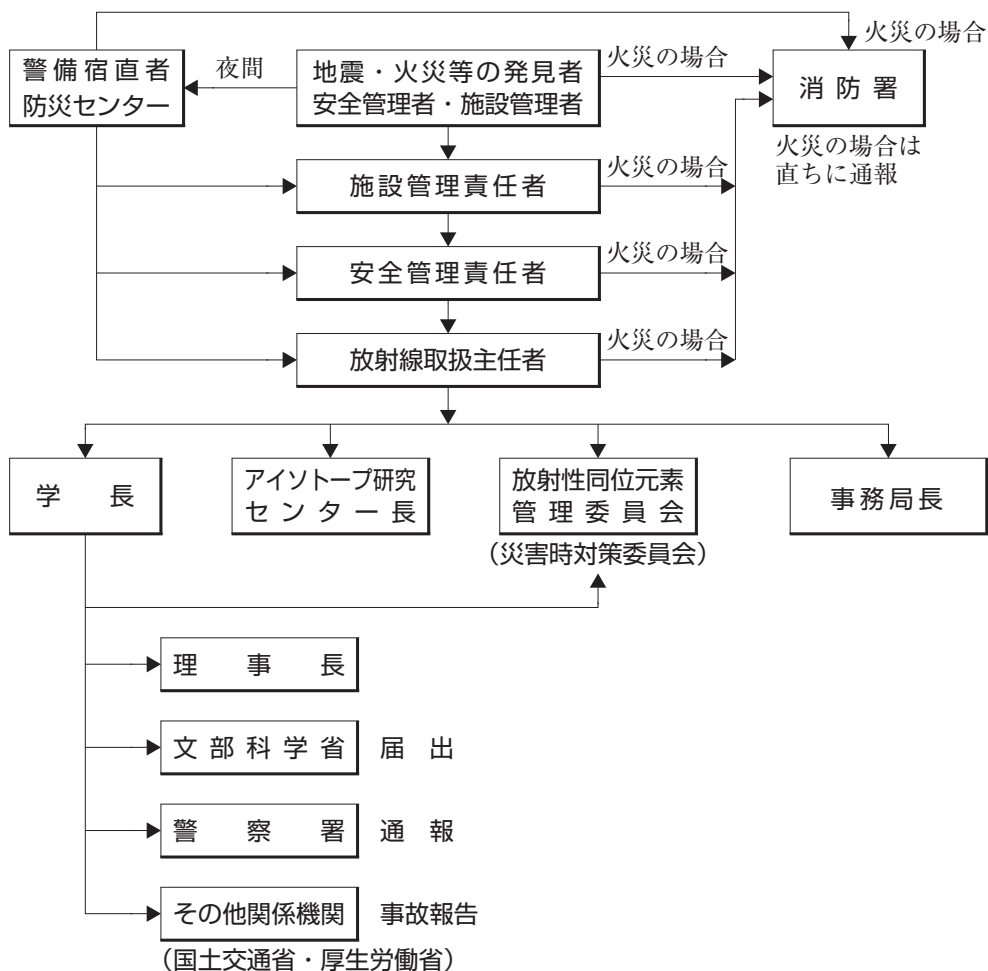 火災の場合
警備宿直者
防災センター
夜間
地震・火災等の発見者
安全管理者・施設管理者
火災の場合
消防署
火災の場合は
直ちに通報
施設管理責任者
火災の場合
安全管理責任者
火災の場合
放射線取扱主任者
火災の場合
学長
アイソトープ研究
センター長
放射性同位元素
管理委員会
(災害時対策委員会)
事務局長
理事長
文部科学省 届出
警察署 通報
その他関係機関 事故報告
(国土交通省・厚生労働省)